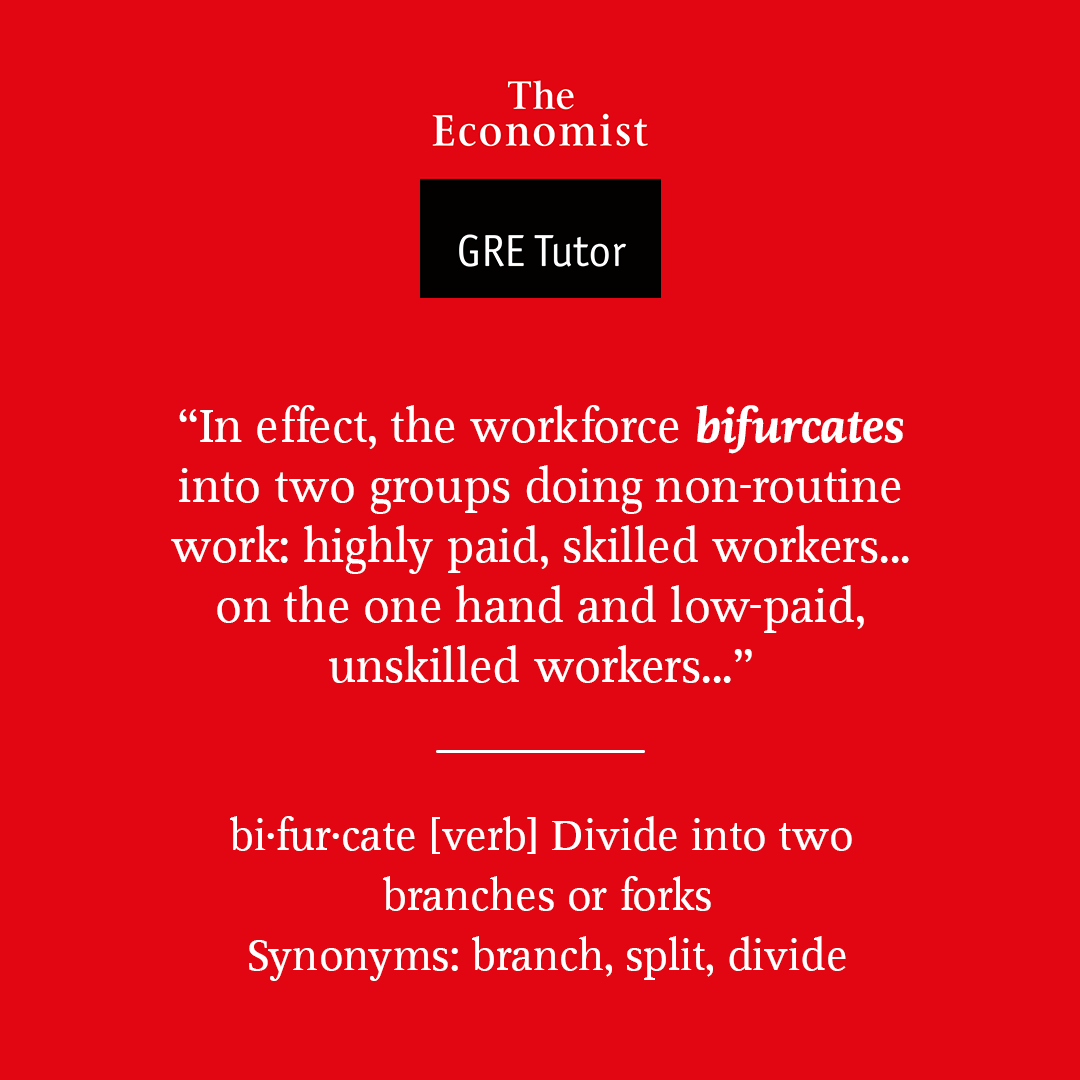 The
Economist
GRE Tutor
“In effect, the workforce bifurcates
into two groups doing non-routine
work: highly paid, skilled workers...
on the one hand and low-paid,
unskilled workers...”
bi·fur·cate [verb] Divide into two
branches or forks
Synonyms: branch, split, divide